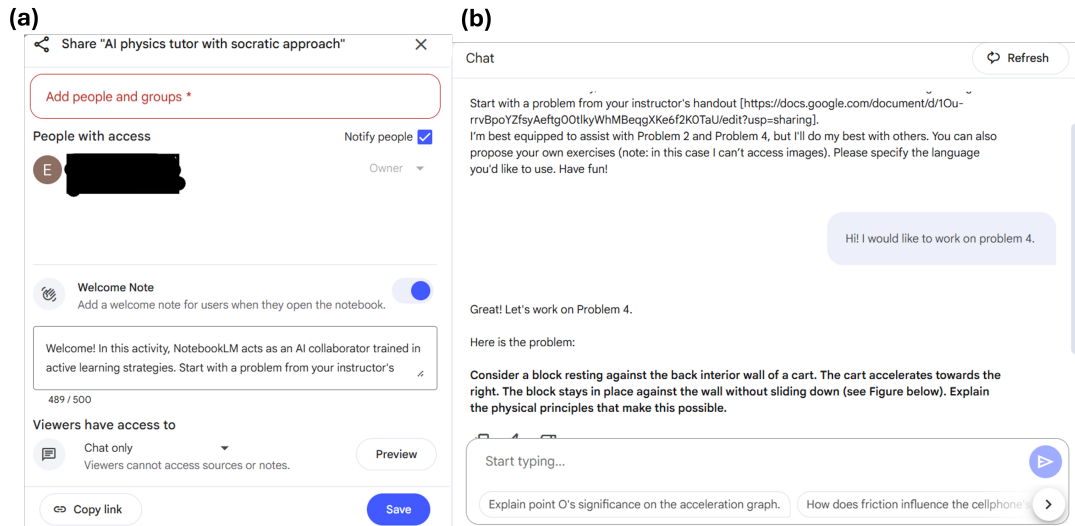 (a)
Share "AI physics tutor with socratic approach"
Add people and groups *
People with access
Notify people
E
Owner
Welcome Note
Add a welcome note for users when they open the notebook.
Welcome! In this activity, NotebookLM acts as an AI collaborator trained in
active learning strategies. Start with a problem from your instructor's
489 / 500
Viewers have access to
Chat only
Viewers cannot access sources or notes.
Preview
Copy link
Save
(b)
Chat
Refresh
Start with a problem from your instructor's handout [https://docs.google.com/document/d/1Ou-
rrvBpoYZfsyAeftg0OtlkyWhMBeqgXKe6f2K0TaU/edit?usp=sharing].
I'm best equipped to assist with Problem 2 and Problem 4, but I'll do my best with others. You can also
propose your own exercises (note: in this case I can't access images). Please specify the language
you'd like to use. Have fun!
Hi! I would like to work on problem 4.
Great! Let's work on Problem 4.
Here is the problem:
Consider a block resting against the back interior wall of a cart. The cart accelerates towards the
right. The block stays in place against the wall without sliding down (see Figure below). Explain
the physical principles that make this possible.
Start typing...
Explain point O's significance on the acceleration graph.
How does friction influence the cellphone's